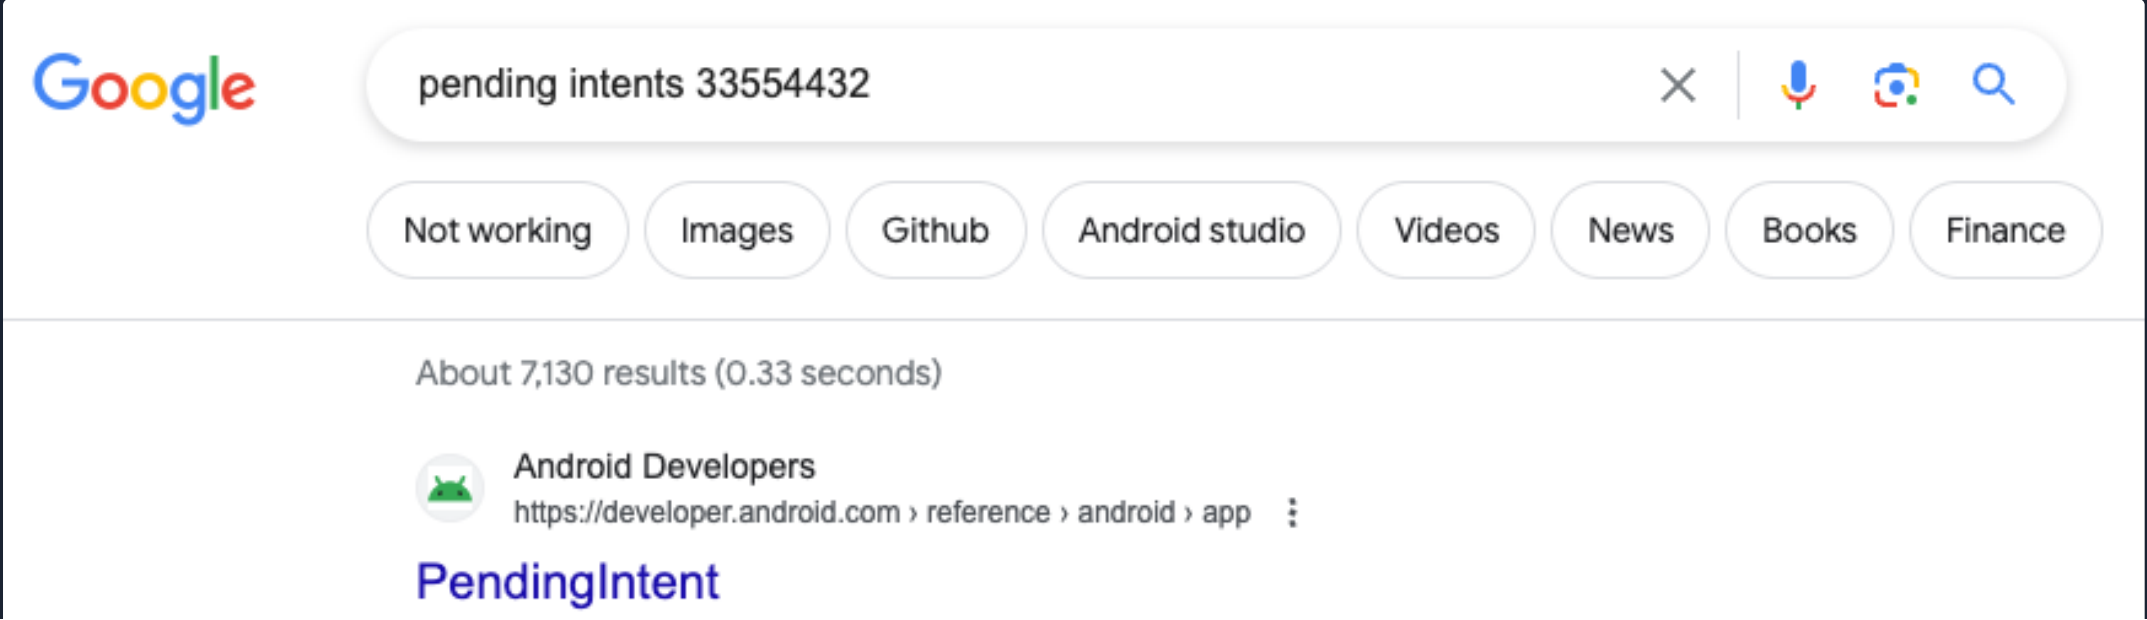 Google pending intents 33554432
Not working Images Github Android studio Videos News Books Finance
About 7,130 results (0.33 seconds)
Android Developers
https://developer.android.com › reference › android › app
PendingIntent